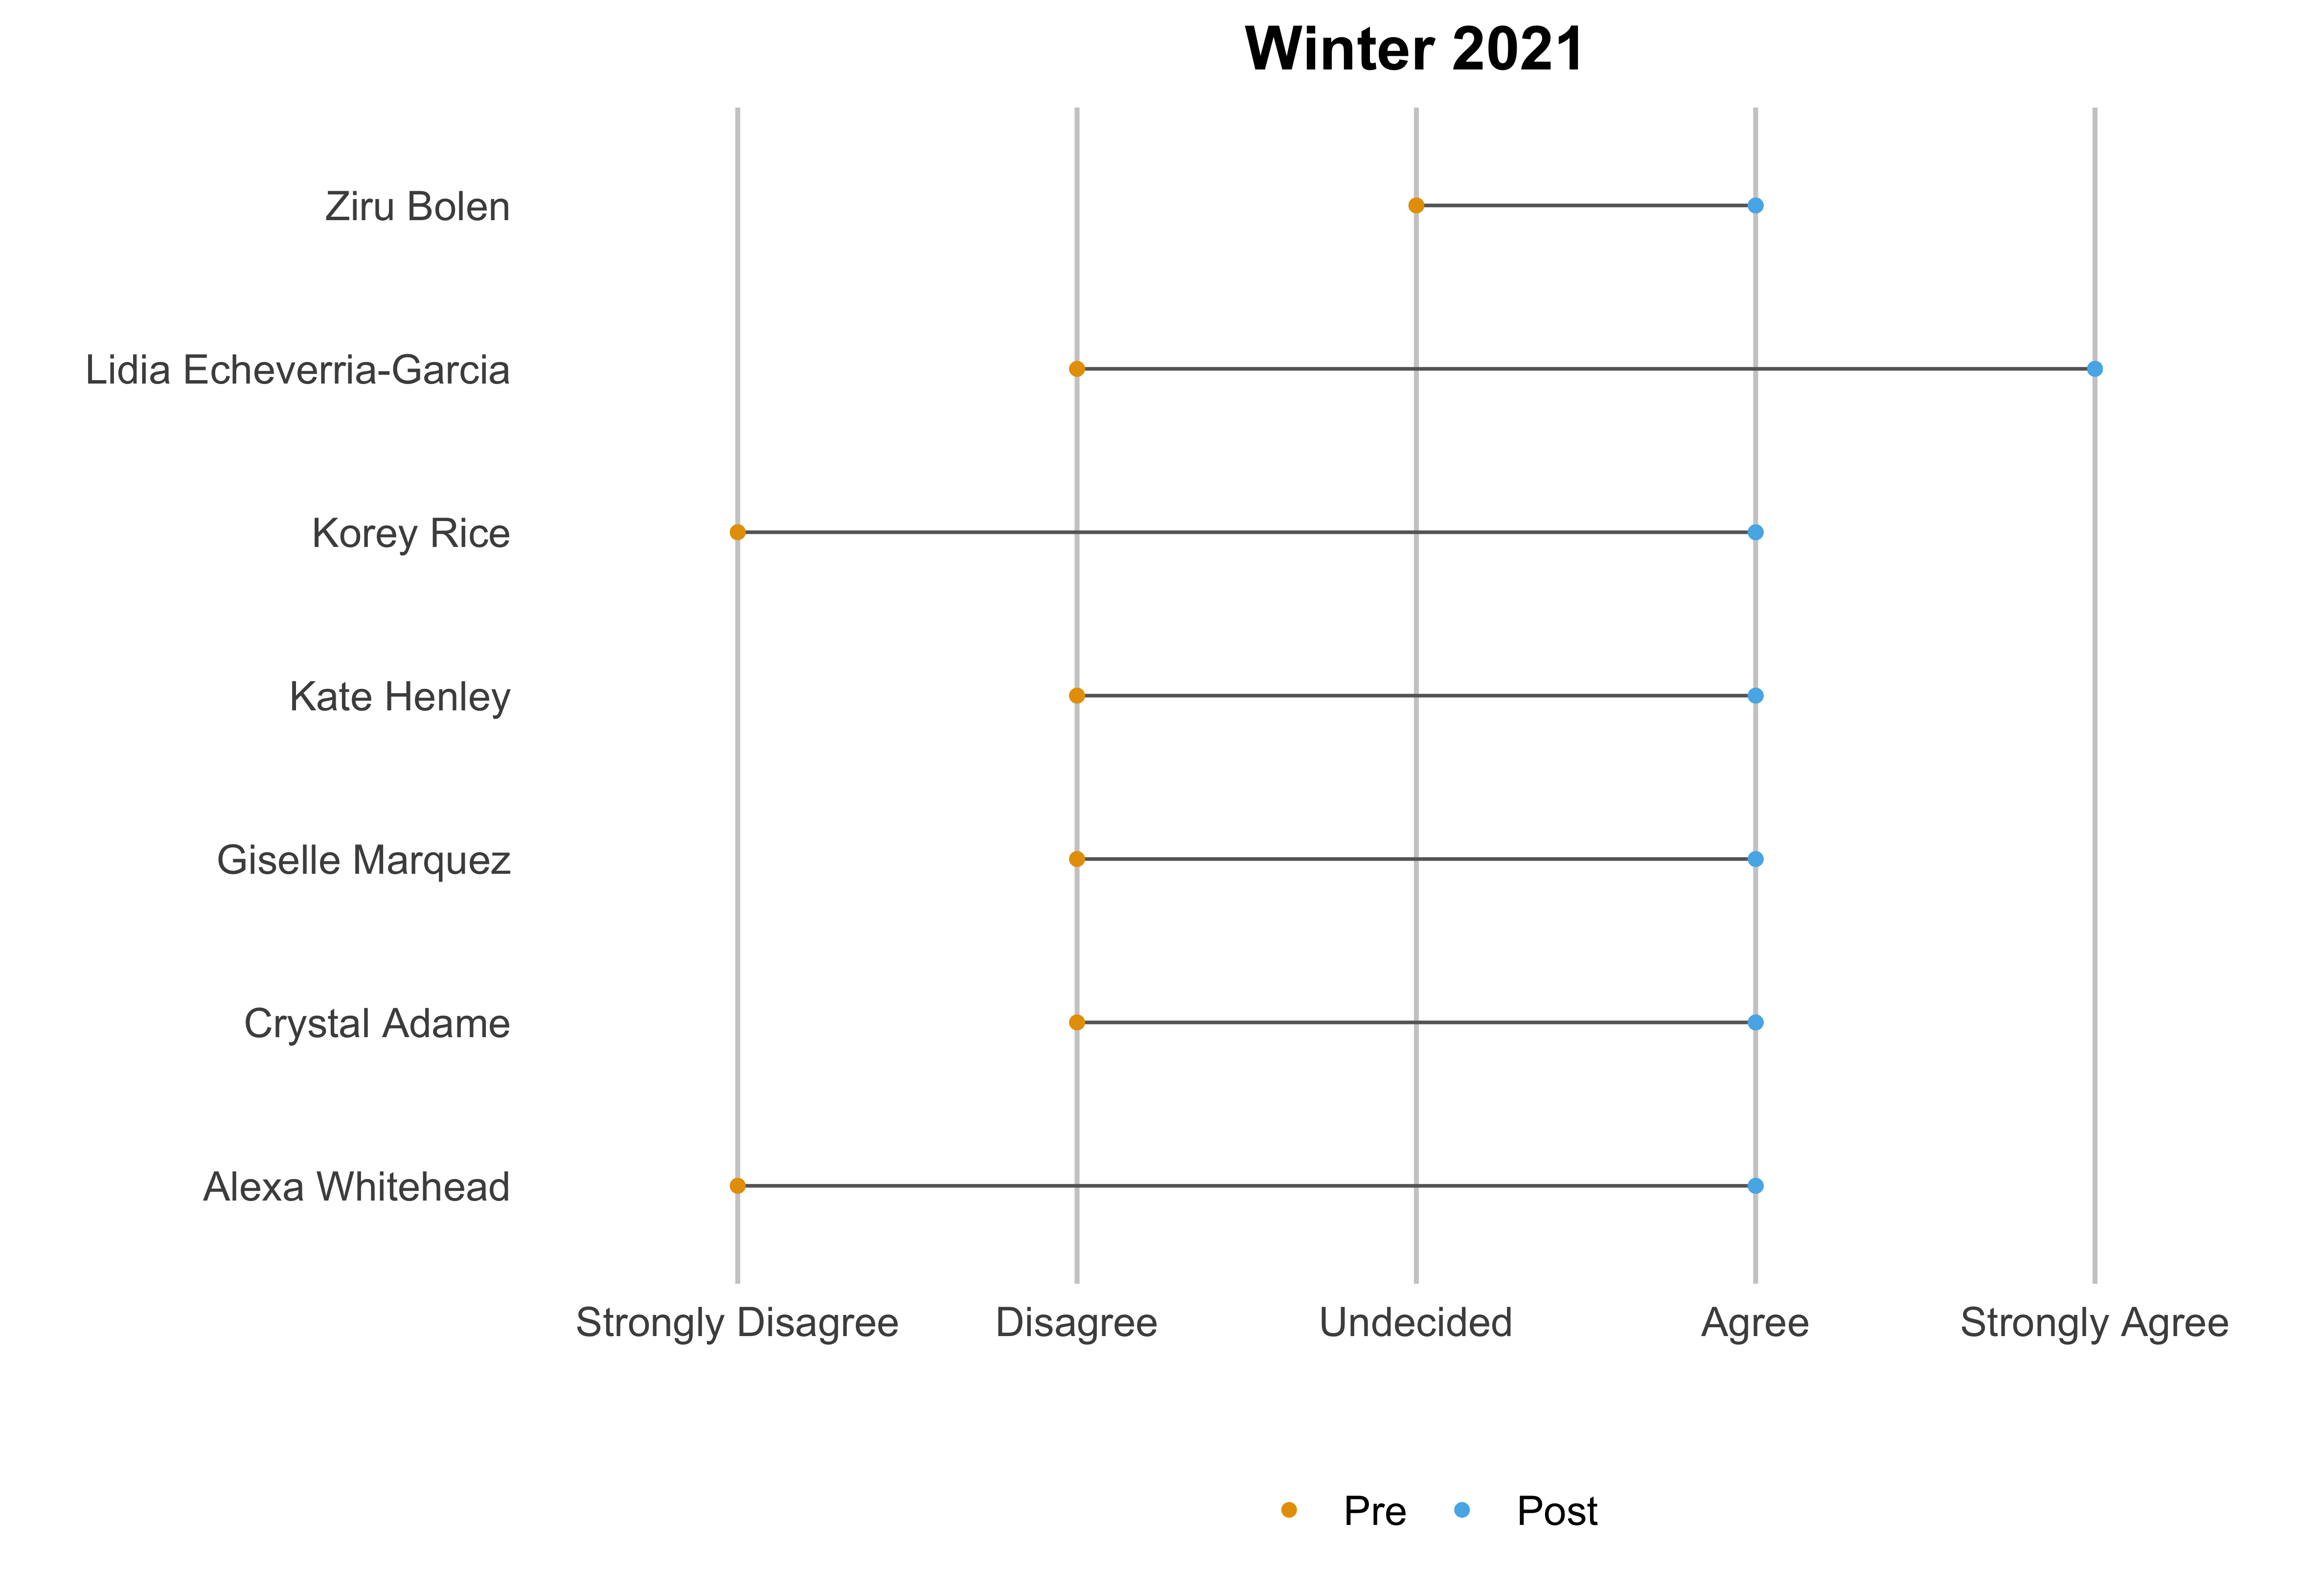 Winter 2021
Ziru Bolen
Lidia Echeverria-Garcia
Korey Rice
Kate Henley
Giselle Marquez
Crystal Adame
Alexa Whitehead
Strongly Disagree Disagree Undecided Agree Strongly Agree
Pre Post